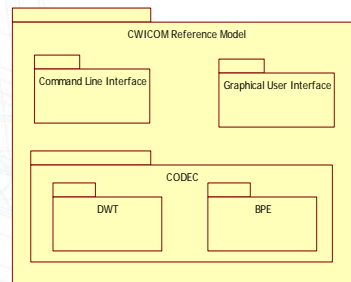 CWICOM Reference Model
Command Line Interface
Graphical User Interface
CODEC
DWT
BPE